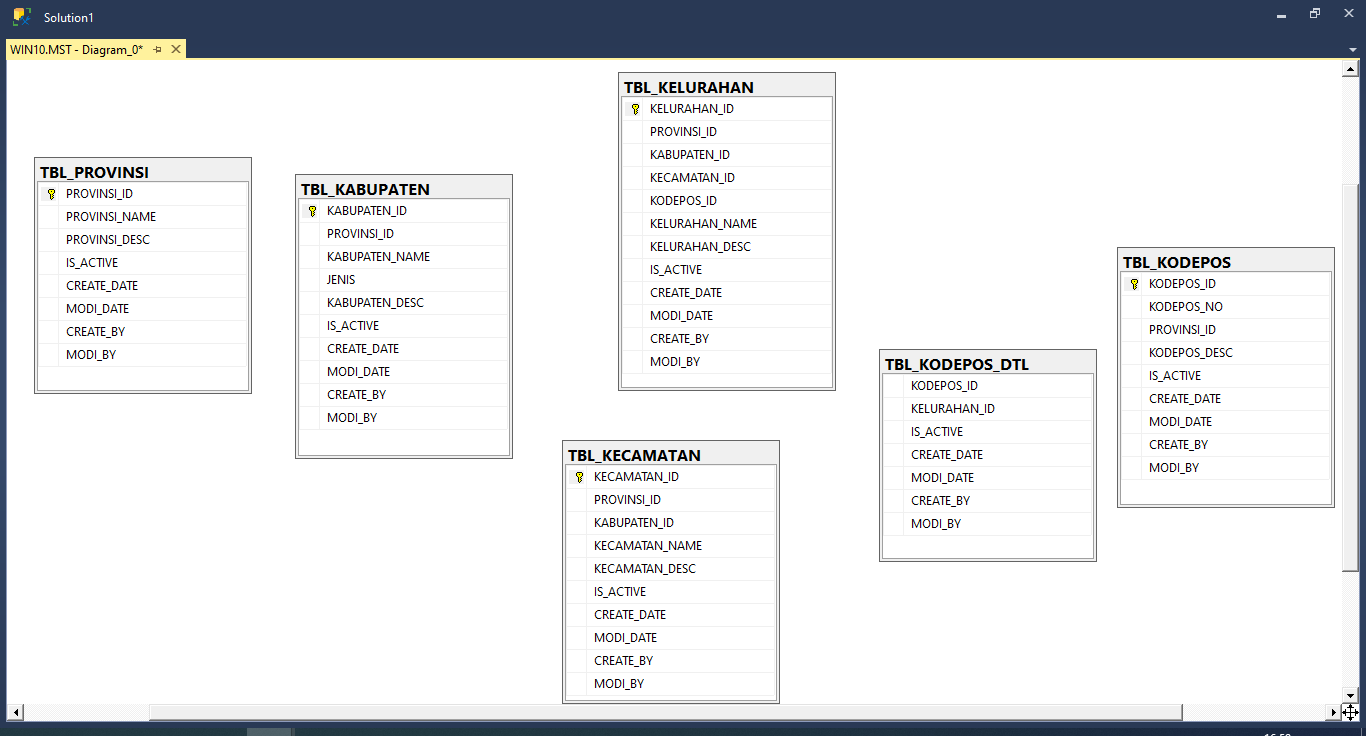 Solution1
WIN10.MST - Diagram_0*
TBL_PROVINSI
PROVINSI_ID
PROVINSI_NAME
PROVINSI_DESC
IS_ACTIVE
CREATE_DATE
MODI_DATE
CREATE_BY
MODI_BY
TBL_KABUPATEN
KABUPATEN_ID
PROVINSI_ID
KABUPATEN_NAME
JENIS
KABUPATEN_DESC
IS_ACTIVE
CREATE_DATE
MODI_DATE
CREATE_BY
MODI_BY
TBL_KELURAHAN
KELURAHAN_ID
PROVINSI_ID
KABUPATEN_ID
KECAMATAN_ID
KODEPOS_ID
KELURAHAN_NAME
KELURAHAN_DESC
IS_ACTIVE
CREATE_DATE
MODI_DATE
CREATE_BY
MODI_BY
TBL_KECAMATAN
KECAMATAN_ID
PROVINSI_ID
KABUPATEN_ID
KECAMATAN_NAME
KECAMATAN_DESC
IS_ACTIVE
CREATE_DATE
MODI_DATE
CREATE_BY
MODI_BY
TBL_KODEPOS_DTL
KODEPOS_ID
KELURAHAN_ID
IS_ACTIVE
CREATE_DATE
MODI_DATE
CREATE_BY
MODI_BY
TBL_KODEPOS
KODEPOS_ID
KODEPOS_NO
PROVINSI_ID
KODEPOS_DESC
IS_ACTIVE
CREATE_DATE
MODI_DATE
CREATE_BY
MODI_BY